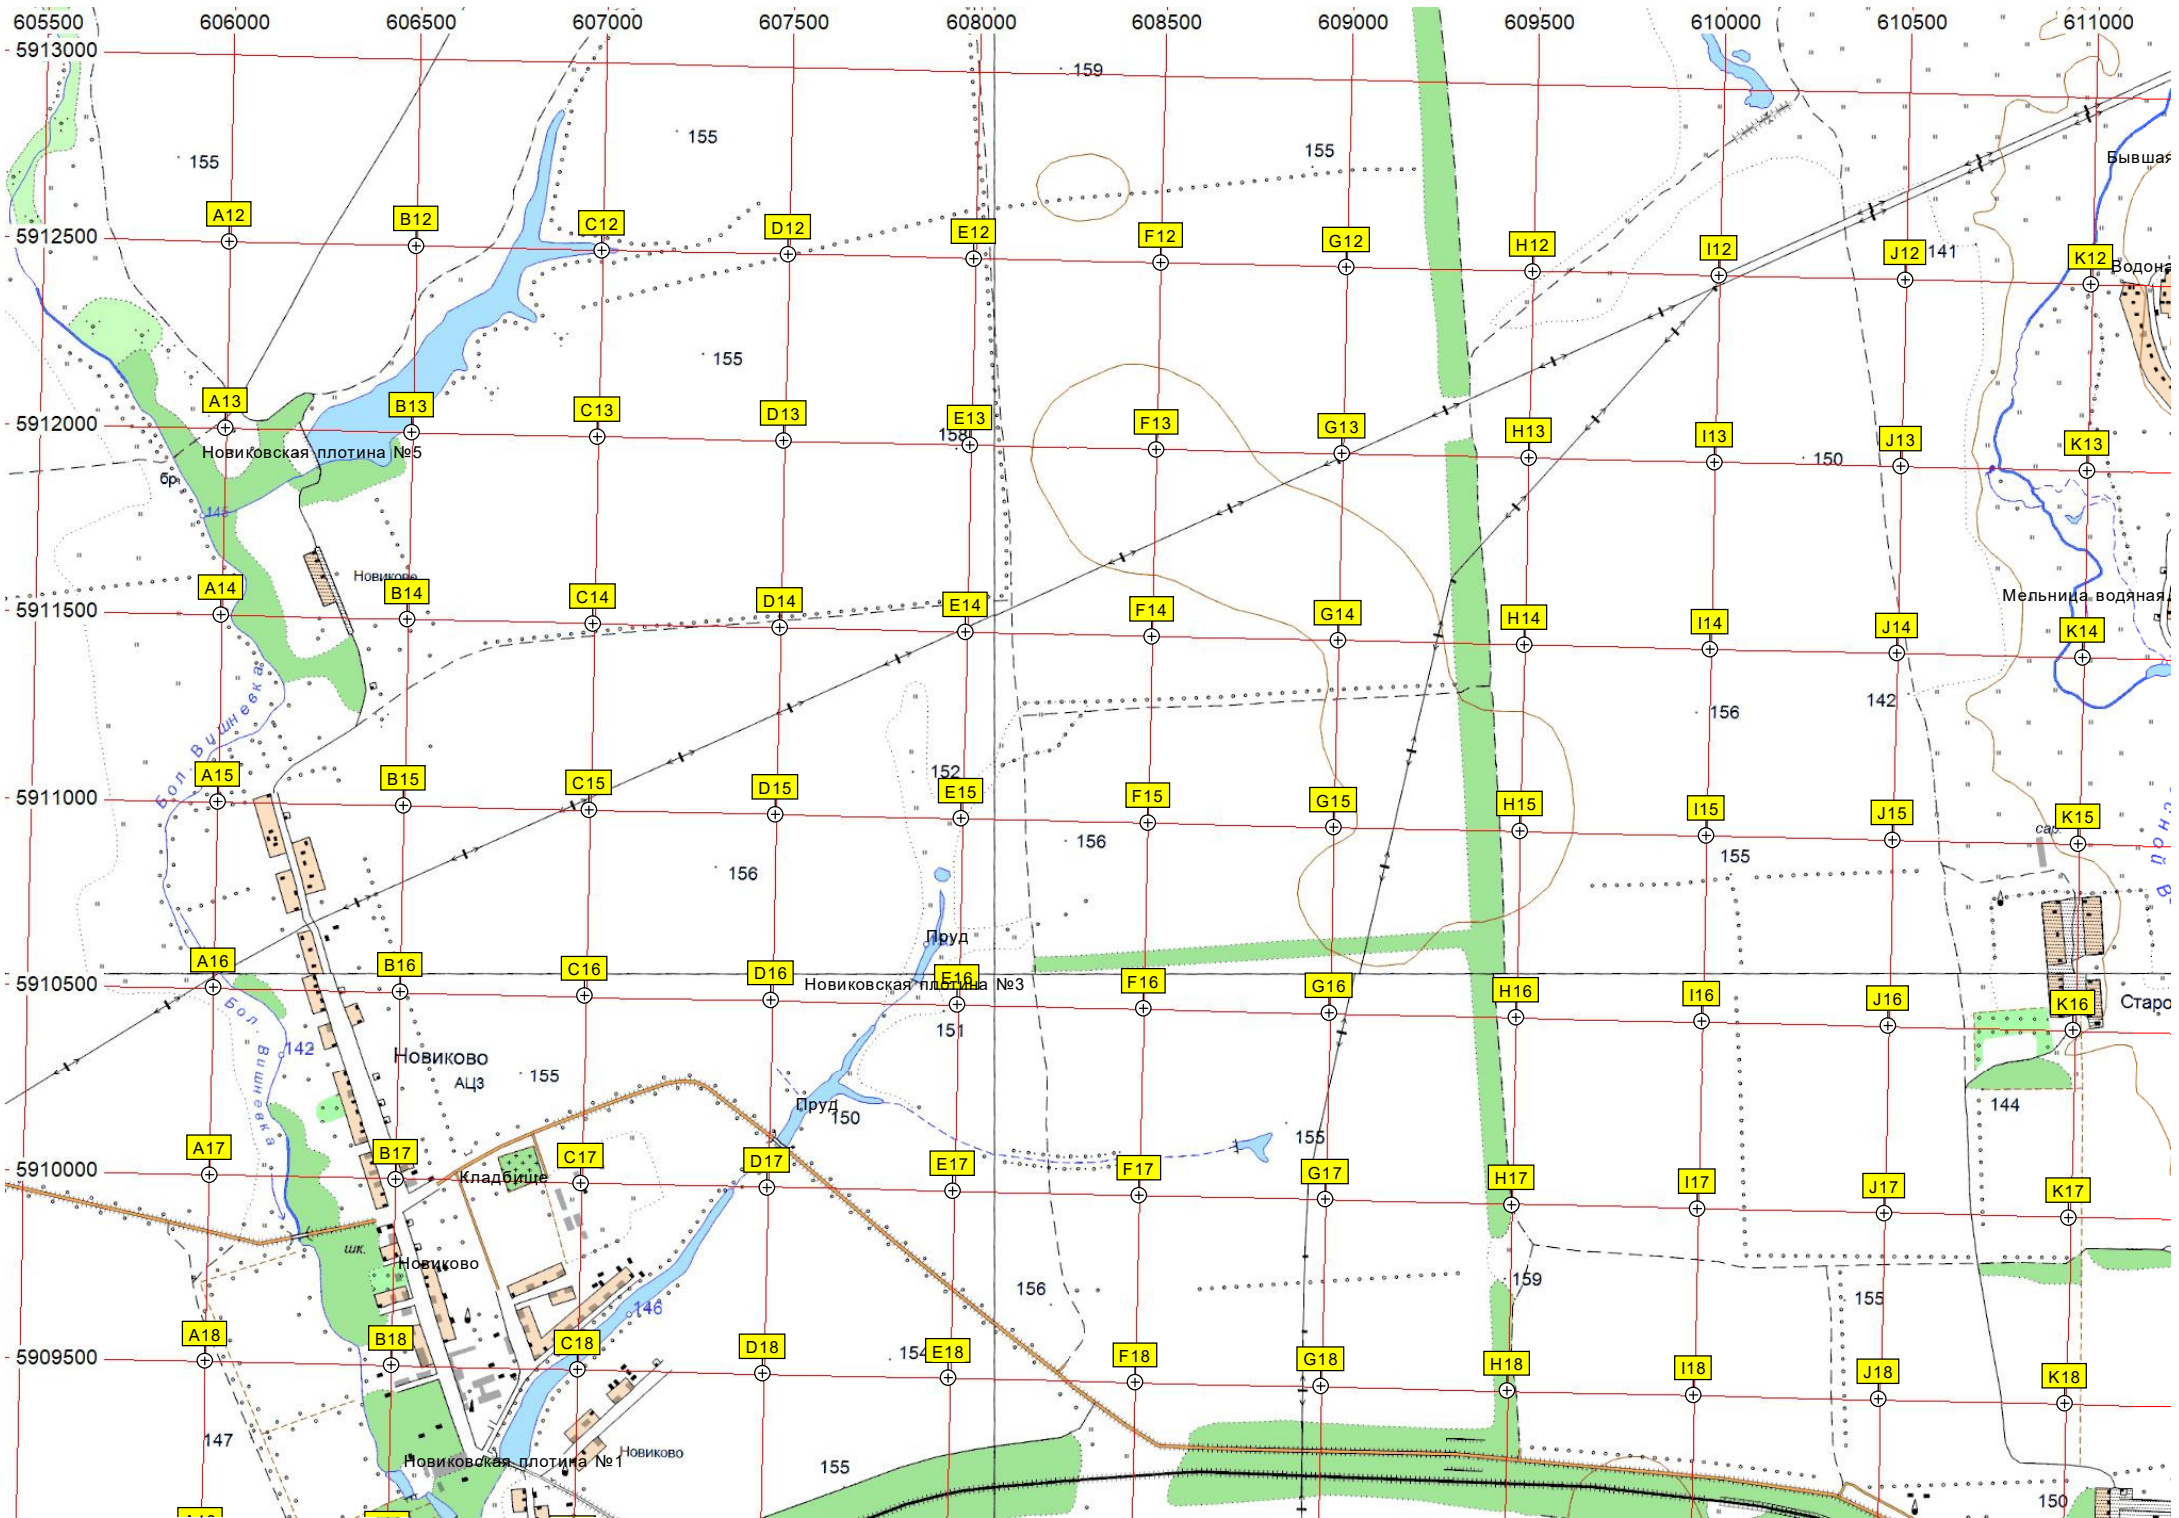 605500 606000 606500 607000 607500 608000 608500 609000 609500 610000 610500 611000
5913000
159
155
155
155
Бывшая
A12 B12 C12 D12 E12 F12 G12 H12 I12 J12 K12
141
Водона
5912500
155
A13 B13 C13 D13 E13 F13 G13 H13 I13 J13 K13
5912000
158
150
Новиковская плотина №5
бр.
145
Новиково
A14 B14 C14 D14 E14 F14 G14 H14 I14 J14 K14
Мельница водяная
5911500
Бол. Вишневка
156
142
A15 B15 C15 D15 E15 F15 G15 H15 I15 J15 K15
152
5911000
сар.
156
156
155
Пруд
A16 B16 C16 D16 E16 F16 G16 H16 I16 J16 K16
5910500
Новиковская плотина №3
Старо
151
Бол. Вишневка
142
Новиково
АЦЗ
155
Пруд
150
144
155
A17 B17 C17 D17 E17 F17 G17 H17 I17 J17 K17
5910000
Кладбище
шк.
Новиково
156
159
155
146
A18 B18 C18 D18 E18 F18 G18 H18 I18 J18 K18
154
5909500
147
Новиково
Новиковская плотина №1
155
150